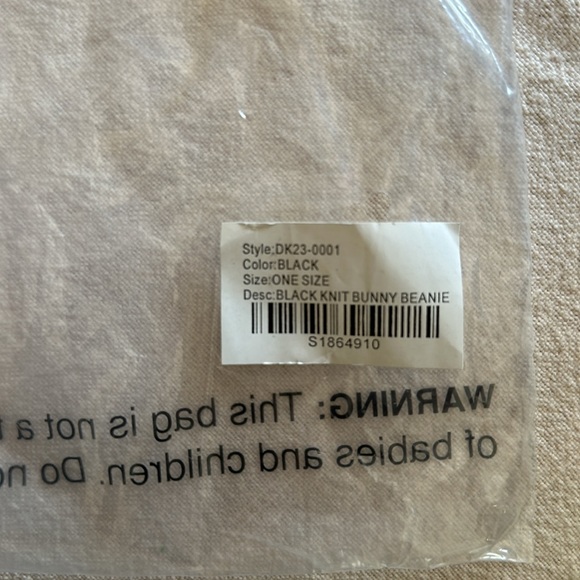 Style:DK23-0001
Color:BLACK
Size:ONE SIZE
Desc:BLACK KNIT BUNNY BEANIE
S1864910
WARNING: This bag is not a
of babies and children. Do